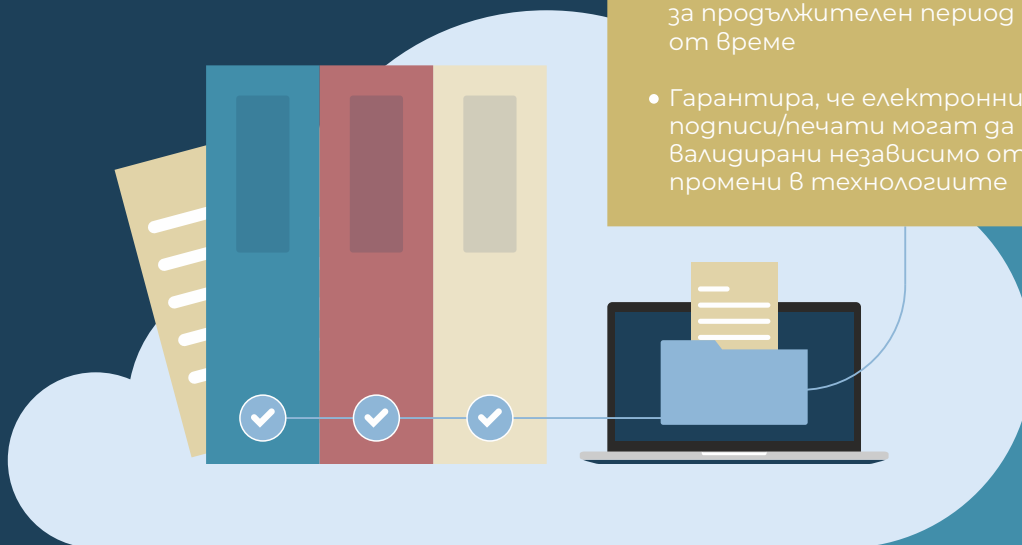 за продължителен период
от време
• Гарантира, че електронни
подписи/печати могат да
валидирани независимо от
промени в технологиите